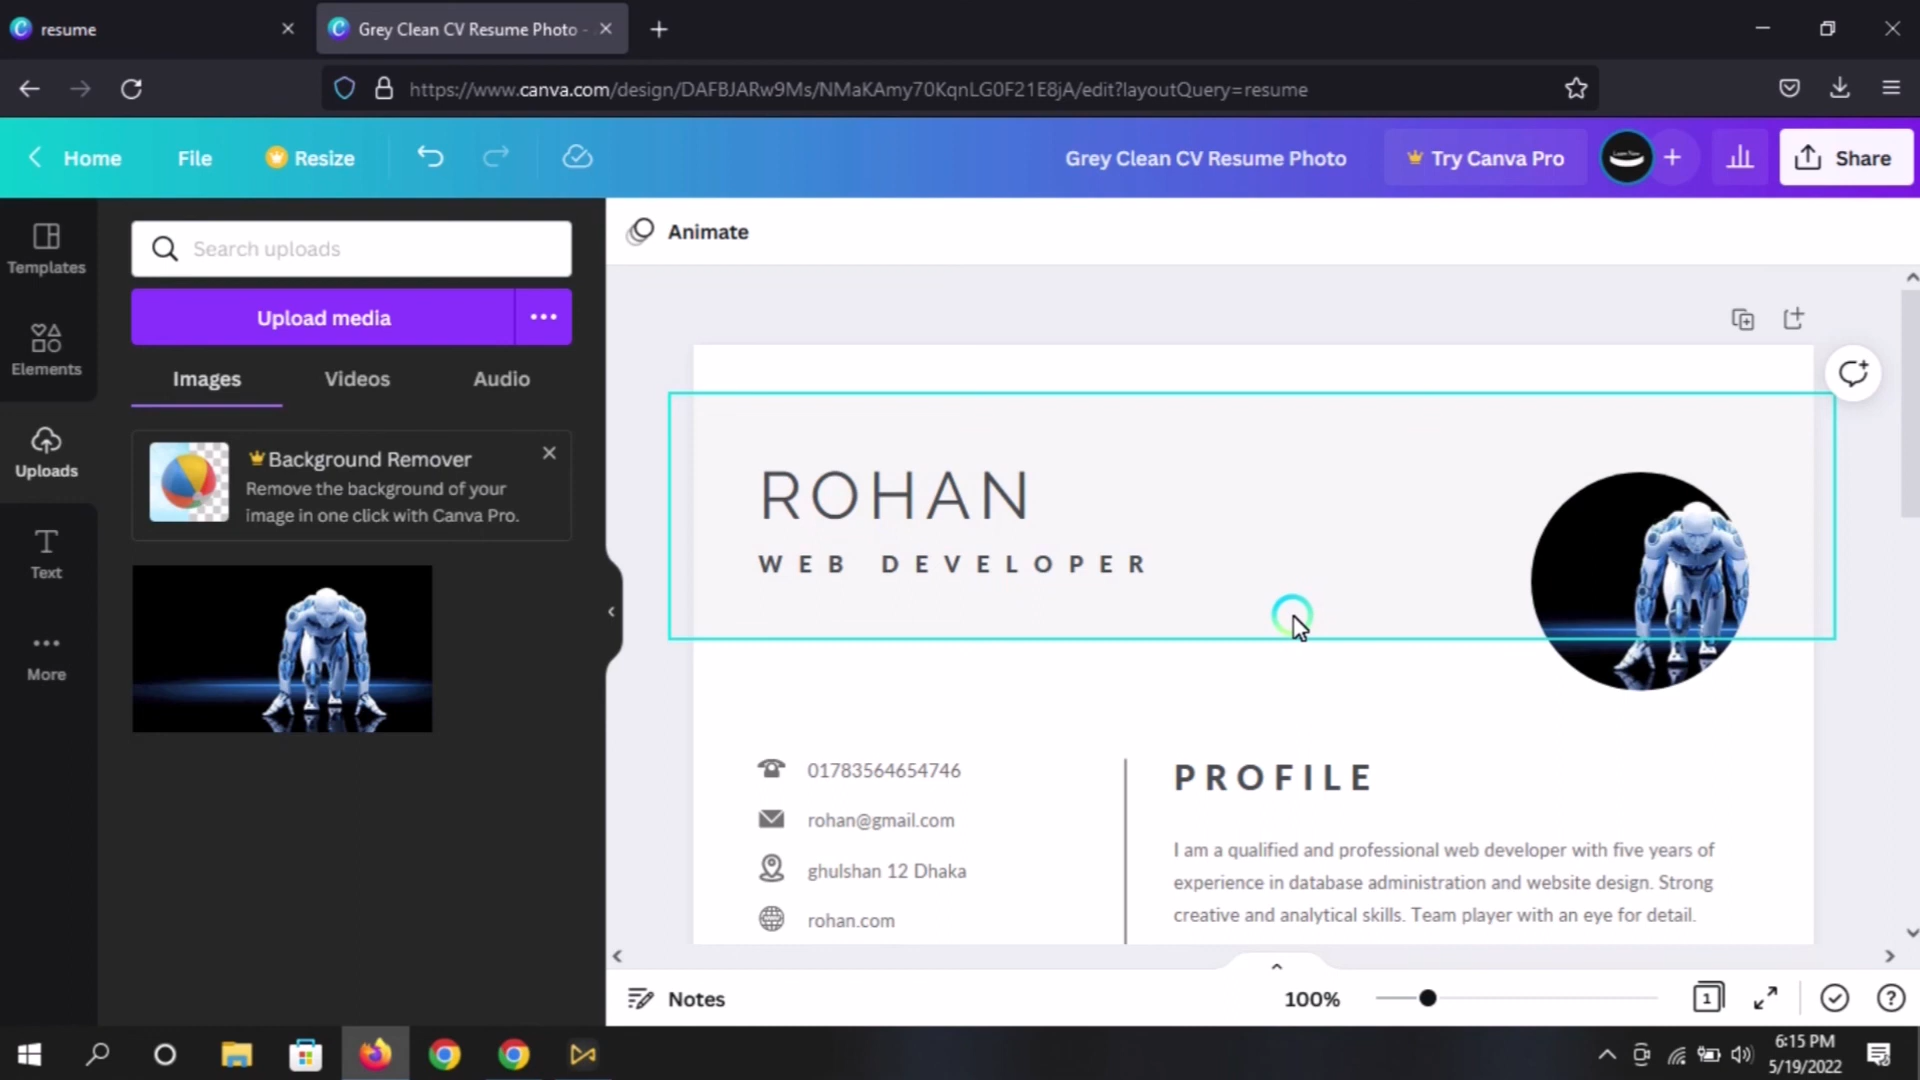 resume
Grey Clean CV Resume Photo -
https://www.canva.com/design/DAFBJARw9Ms/NMaKAmy70KqnLG0F21E8jA/edit?layoutQuery=resume
Home
File
Resize
Grey Clean CV Resume Photo
Try Canva Pro
Share
Templates
Elements
Uploads
Text
More
Search uploads
Upload media
Images
Videos
Audio
Background Remover
Remove the background of your
image in one click with Canva Pro.
Animate
ROHAN
WEB DEVELOPER
01783564654746
rohan@gmail.com
ghulshan 12 Dhaka
rohan.com
PROFILE
I am a qualified and professional web developer with five years of
experience in database administration and website design. Strong
creative and analytical skills. Team player with an eye for detail.
Notes
100%
1
6:15 PM
5/19/2022